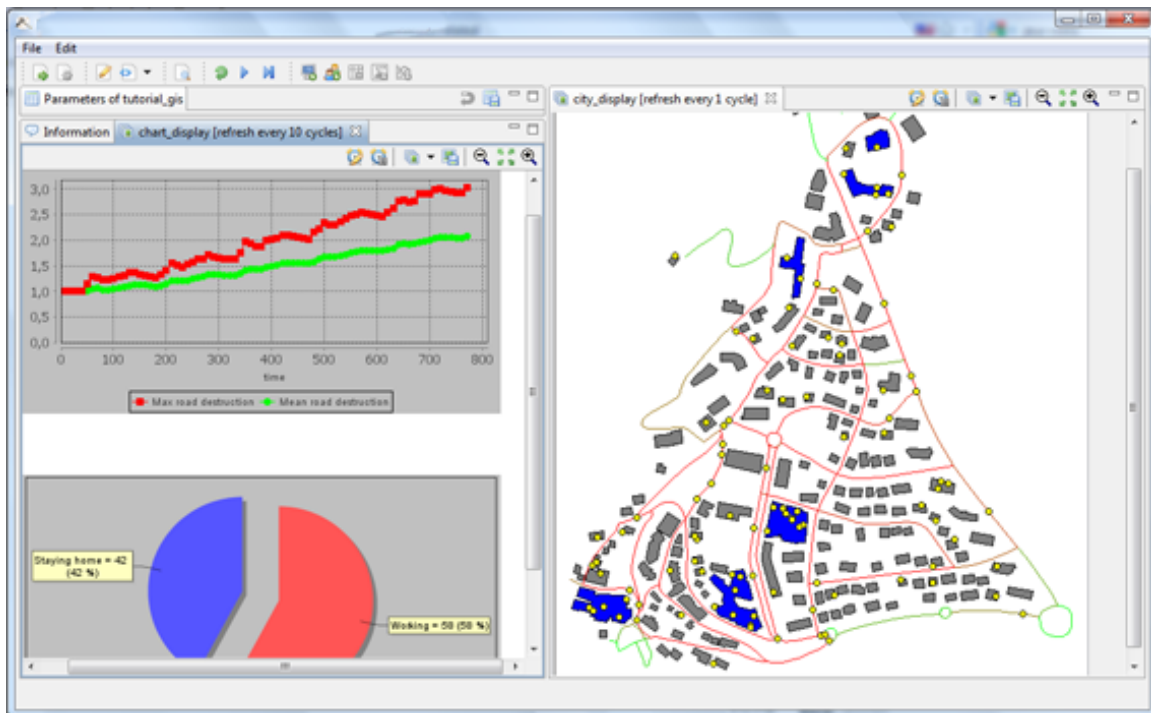 File Edit
Parameters of tutorial_gis
Information chart_display [refresh every 10 cycles]
3,0
2,5
2,0
1,5
1,0
0,5
0,0
0 100 200 300 400 500 600 700 800
time
Max road destruction Mean road destruction
Staying home = 42
(42 %)
Working = 58 (58 %)
city_display [refresh every 1 cycle]